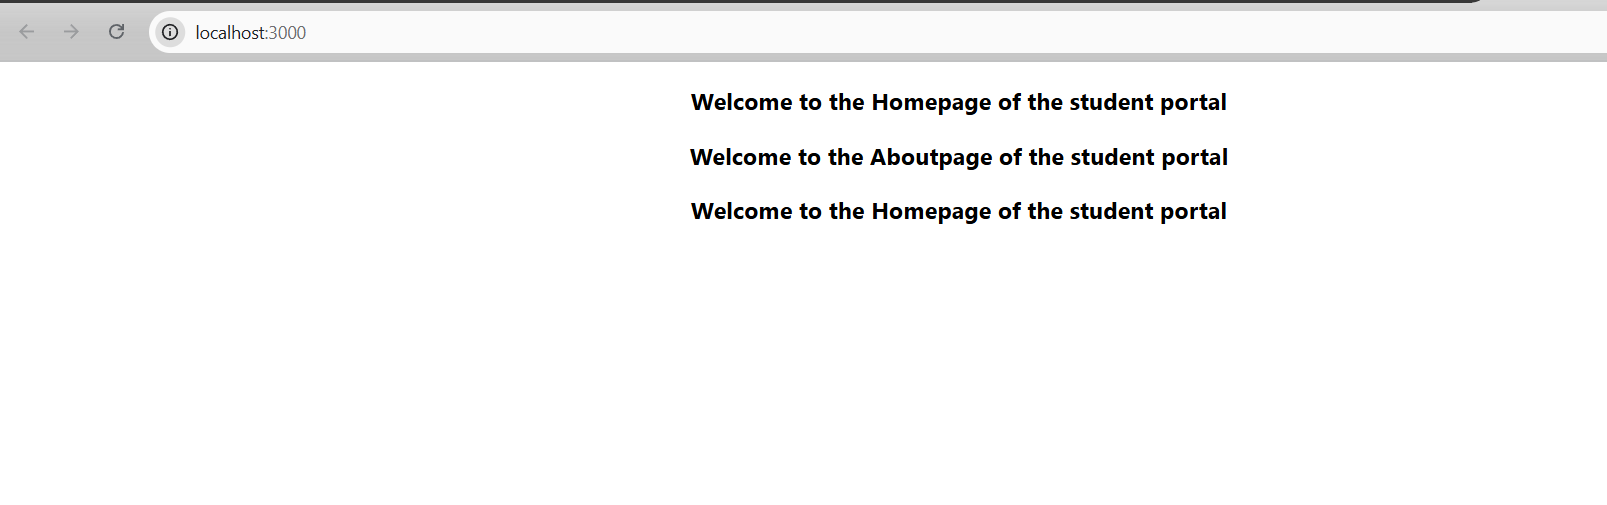 localhost:3000
Welcome to the Homepage of the student portal
Welcome to the Aboutpage of the student portal
Welcome to the Homepage of the student portal